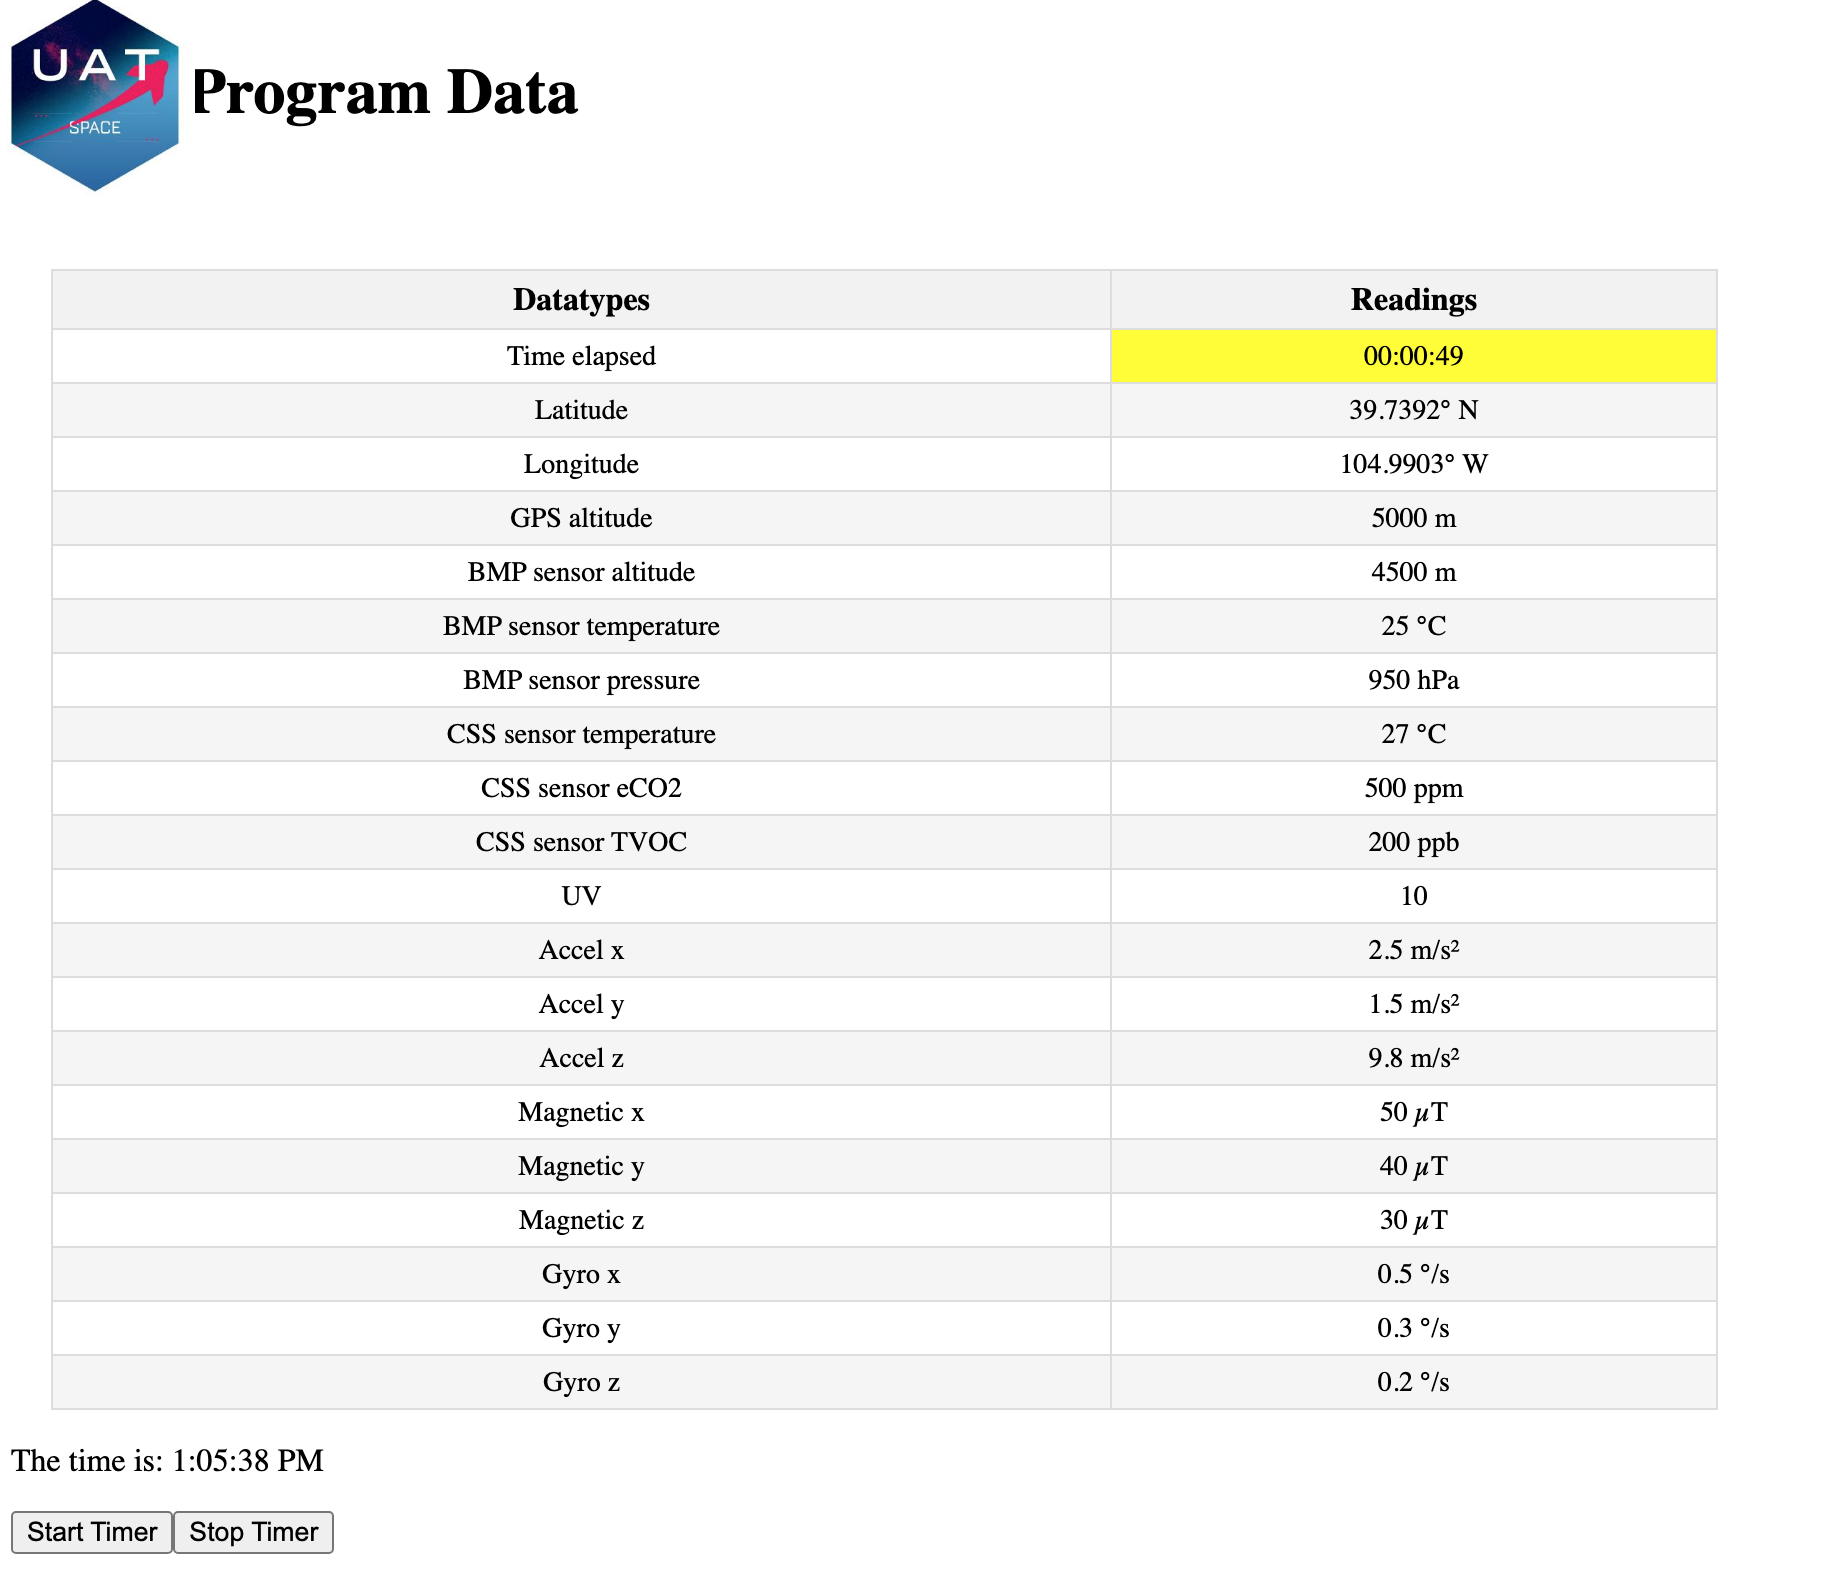 UAT
SPACE
Program Data
Datatypes Readings
Time elapsed 00:00:49
Latitude 39.7392° N
Longitude 104.9903° W
GPS altitude 5000 m
BMP sensor altitude 4500 m
BMP sensor temperature 25 °C
BMP sensor pressure 950 hPa
CSS sensor temperature 27 °C
CSS sensor eCO2 500 ppm
CSS sensor TVOC 200 ppb
UV 10
Accel x 2.5 m/s²
Accel y 1.5 m/s²
Accel z 9.8 m/s²
Magnetic x 50 µT
Magnetic y 40 µT
Magnetic z 30 µT
Gyro x 0.5 °/s
Gyro y 0.3 °/s
Gyro z 0.2 °/s
The time is: 1:05:38 PM
Start Timer Stop Timer